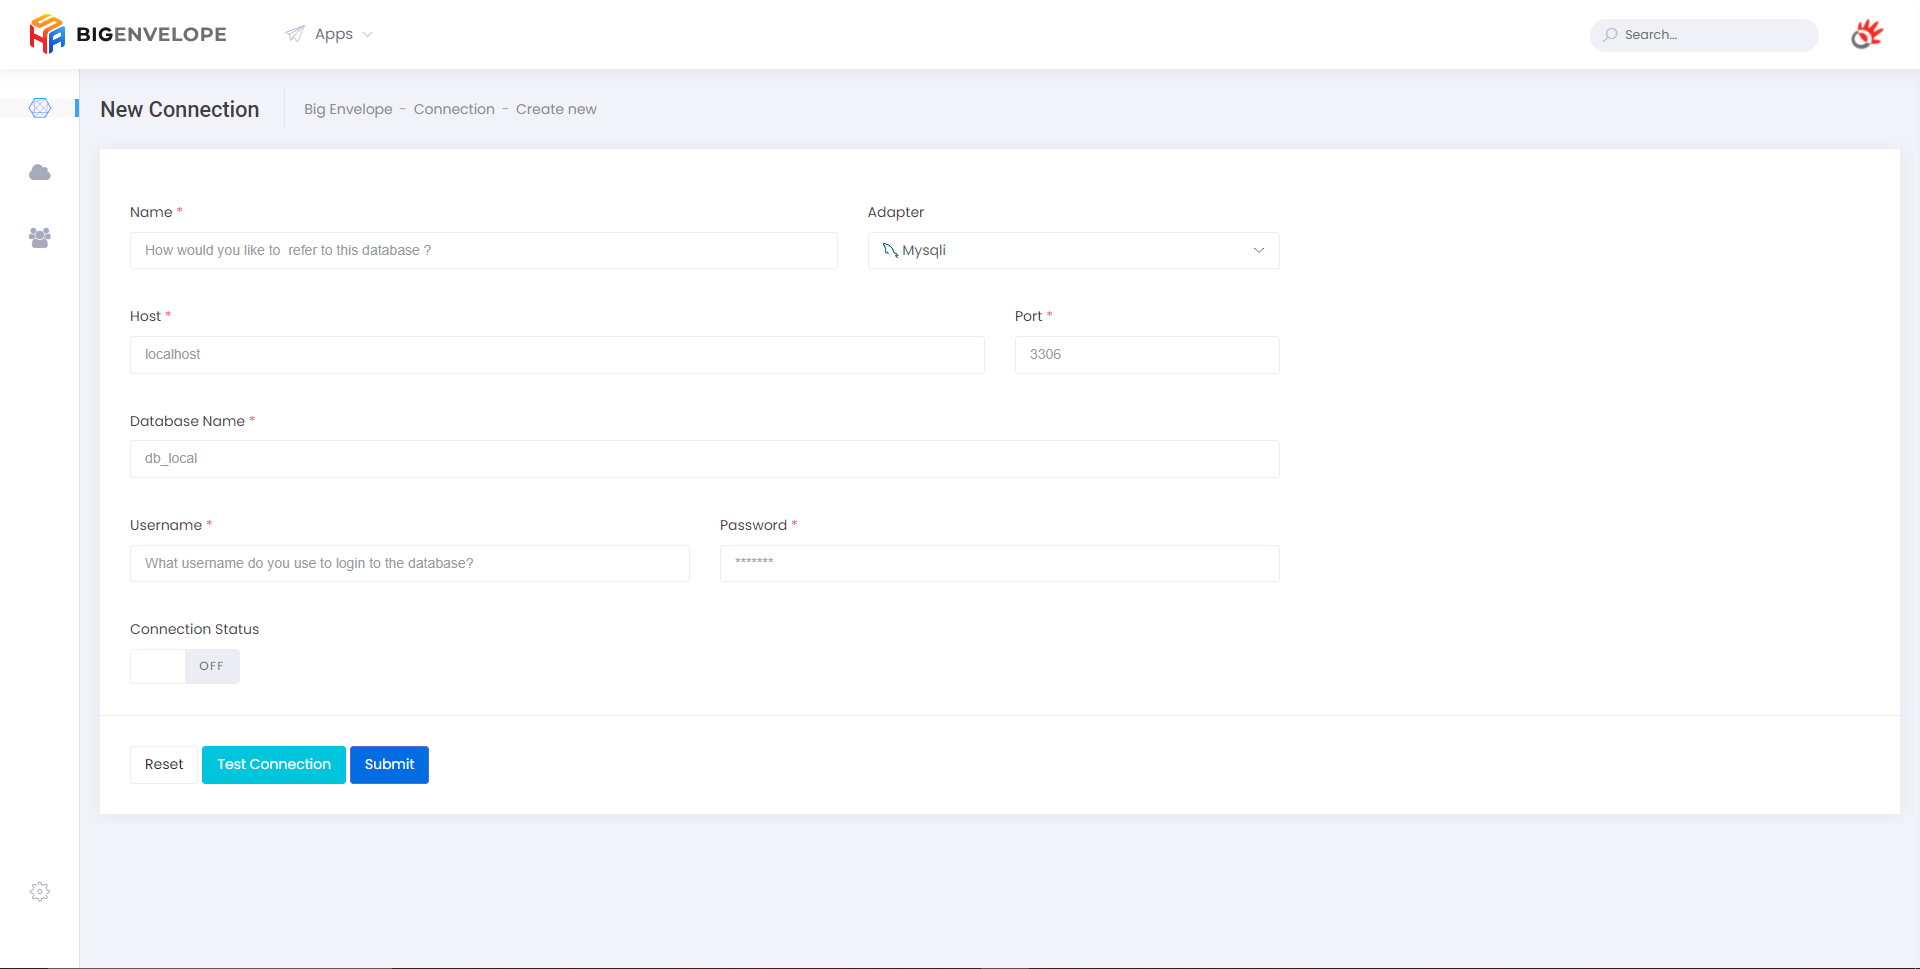 BIGENVELOPE Apps Search...
New Connection Big Envelope - Connection - Create new
Name * Adapter
How would you like to  refer to this database ? Mysqli
Host * Port *
localhost 3306
Database Name *
db_local
Username * Password *
What username do you use to login to the database? *******
Connection Status
OFF
Reset Test Connection Submit